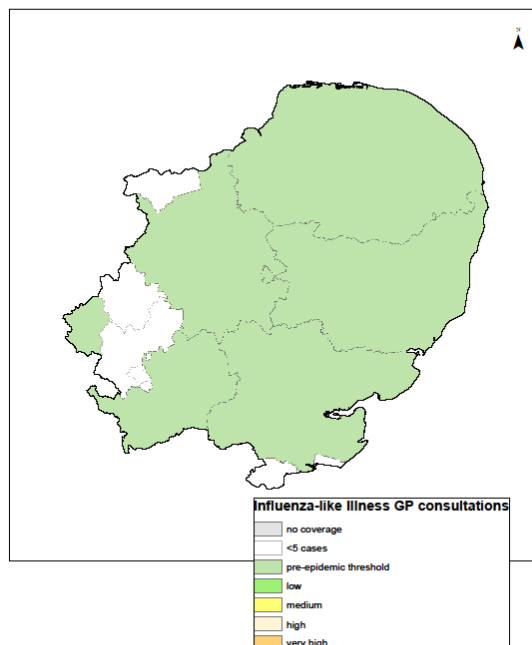 N
Influenza-like Illness GP consultations
no coverage
<5 cases
pre-epidemic threshold
low
medium
high
very high